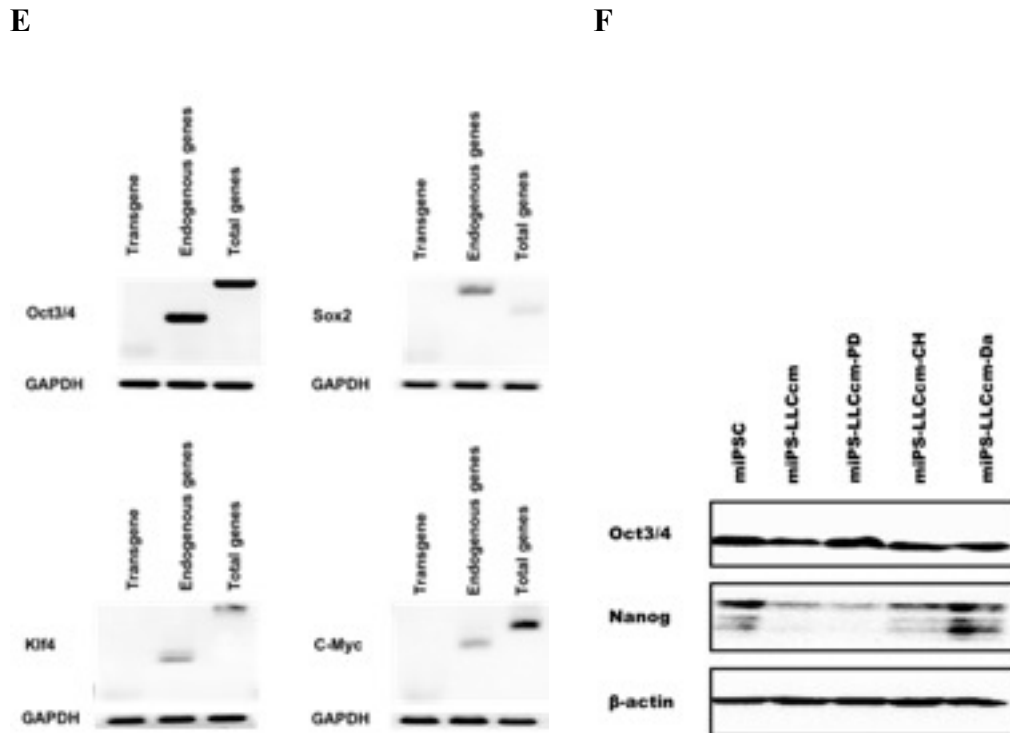 E
F
Transgene
Endogenous genes
Total genes
Oct3/4
GAPDH
Transgene
Endogenous genes
Total genes
Sox2
GAPDH
Transgene
Endogenous genes
Total genes
Klf4
GAPDH
Transgene
Endogenous genes
Total genes
C-Myc
GAPDH
miPSC
miPS-LLCcm
miPS-LLCcm-PD
miPS-LLCcm-CH
miPS-LLCcm-Da
Oct3/4
Nanog
β-actin